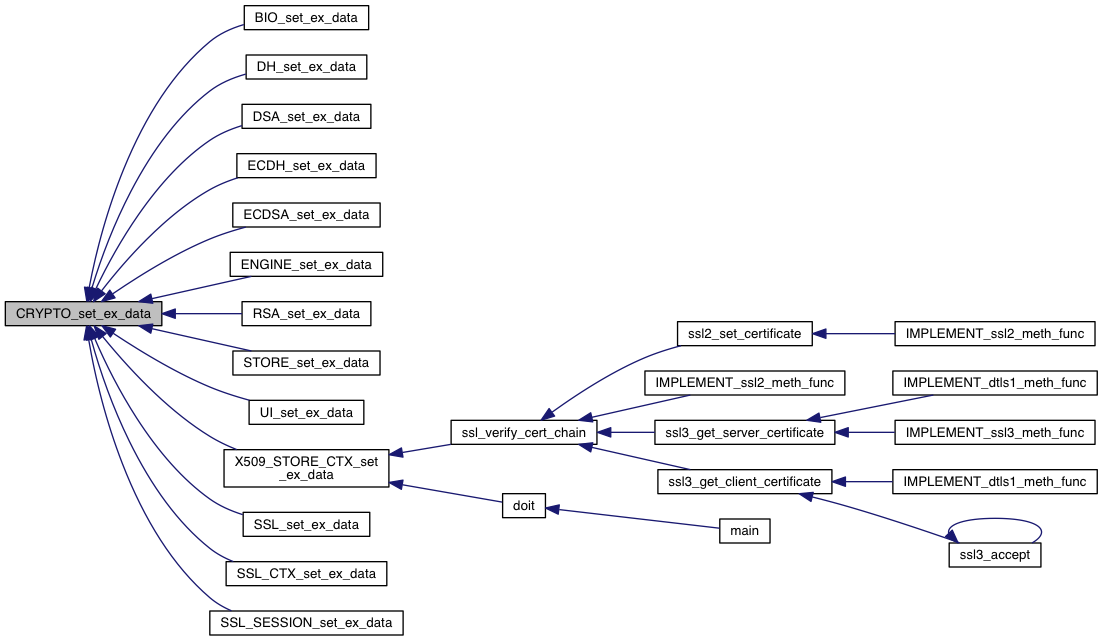 BIO_set_ex_data
DH_set_ex_data
DSA_set_ex_data
ECDH_set_ex_data
ECDSA_set_ex_data
ENGINE_set_ex_data
CRYPTO_set_ex_data
RSA_set_ex_data
STORE_set_ex_data
UI_set_ex_data
X509_STORE_CTX_set
_ex_data
SSL_set_ex_data
SSL_CTX_set_ex_data
SSL_SESSION_set_ex_data
ssl_verify_cert_chain
doit
main
ssl2_set_certificate
IMPLEMENT_ssl2_meth_func
IMPLEMENT_ssl2_meth_func
ssl3_get_server_certificate
IMPLEMENT_dtls1_meth_func
IMPLEMENT_ssl3_meth_func
ssl3_get_client_certificate
IMPLEMENT_dtls1_meth_func
ssl3_accept